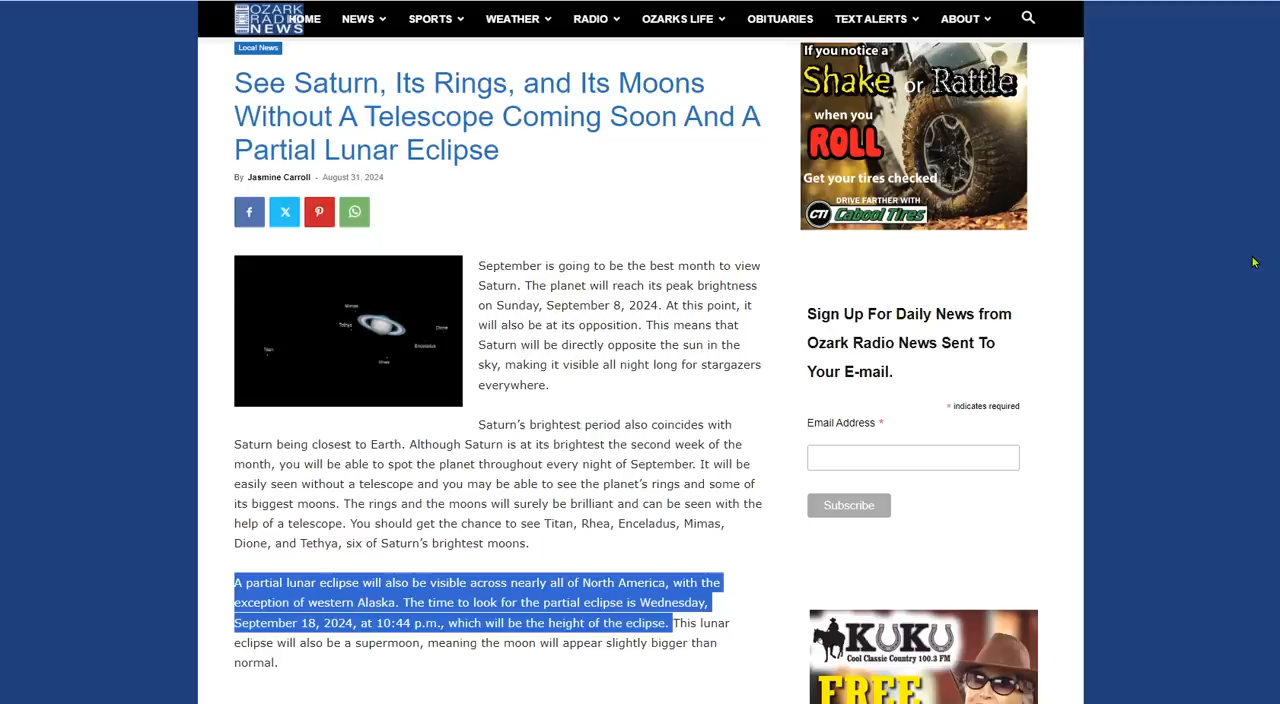 OZARK
RADIO
NEWS
HOME
NEWS
SPORTS
WEATHER
RADIO
OZARKS LIFE
OBITUARIES
TEXT ALERTS
ABOUT
Local News
See Saturn, Its Rings, and Its Moons
Without A Telescope Coming Soon And A
Partial Lunar Eclipse
By Jasmine Carroll - August 31, 2024
Mimas
Tethys
Dione
Titan
Enceladus
Rhea
September is going to be the best month to view
Saturn. The planet will reach its peak brightness
on Sunday, September 8, 2024. At this point, it
will also be at its opposition. This means that
Saturn will be directly opposite the sun in the
sky, making it visible all night long for stargazers
everywhere.
Saturn’s brightest period also coincides with
Saturn being closest to Earth. Although Saturn is at its brightest the second week of the
month, you will be able to spot the planet throughout every night of September. It will be
easily seen without a telescope and you may be able to see the planet’s rings and some of
its biggest moons. The rings and the moons will surely be brilliant and can be seen with the
help of a telescope. You should get the chance to see Titan, Rhea, Enceladus, Mimas,
Dione, and Tethya, six of Saturn’s brightest moons.
A partial lunar eclipse will also be visible across nearly all of North America, with the
exception of western Alaska. The time to look for the partial eclipse is Wednesday,
September 18, 2024, at 10:44 p.m., which will be the height of the eclipse. This lunar
eclipse will also be a supermoon, meaning the moon will appear slightly bigger than
normal.
If you notice a
Shake or Rattle
when you
ROLL
Get your tires checked
DRIVE FARTHER WITH
CTI Cabool Tires
Sign Up For Daily News from
Ozark Radio News Sent To
Your E-mail.
* indicates required
Email Address *
Subscribe
KUKU
Cool Classic Country 100.3 FM
FREE